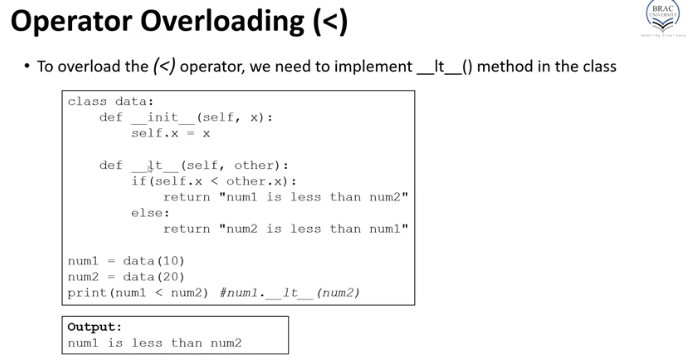 Operator Overloading (<)
BRAC
UNIVERSITY
• To overload the (<) operator, we need to implement __lt__() method in the class
class data:
    def __init__(self, x):
        self.x = x
    def __lt__(self, other):
        if(self.x < other.x):
            return "num1 is less than num2"
        else:
            return "num2 is less than num1"
num1 = data(10)
num2 = data(20)
print(num1 < num2) #num1.__lt__(num2)
Output:
num1 is less than num2